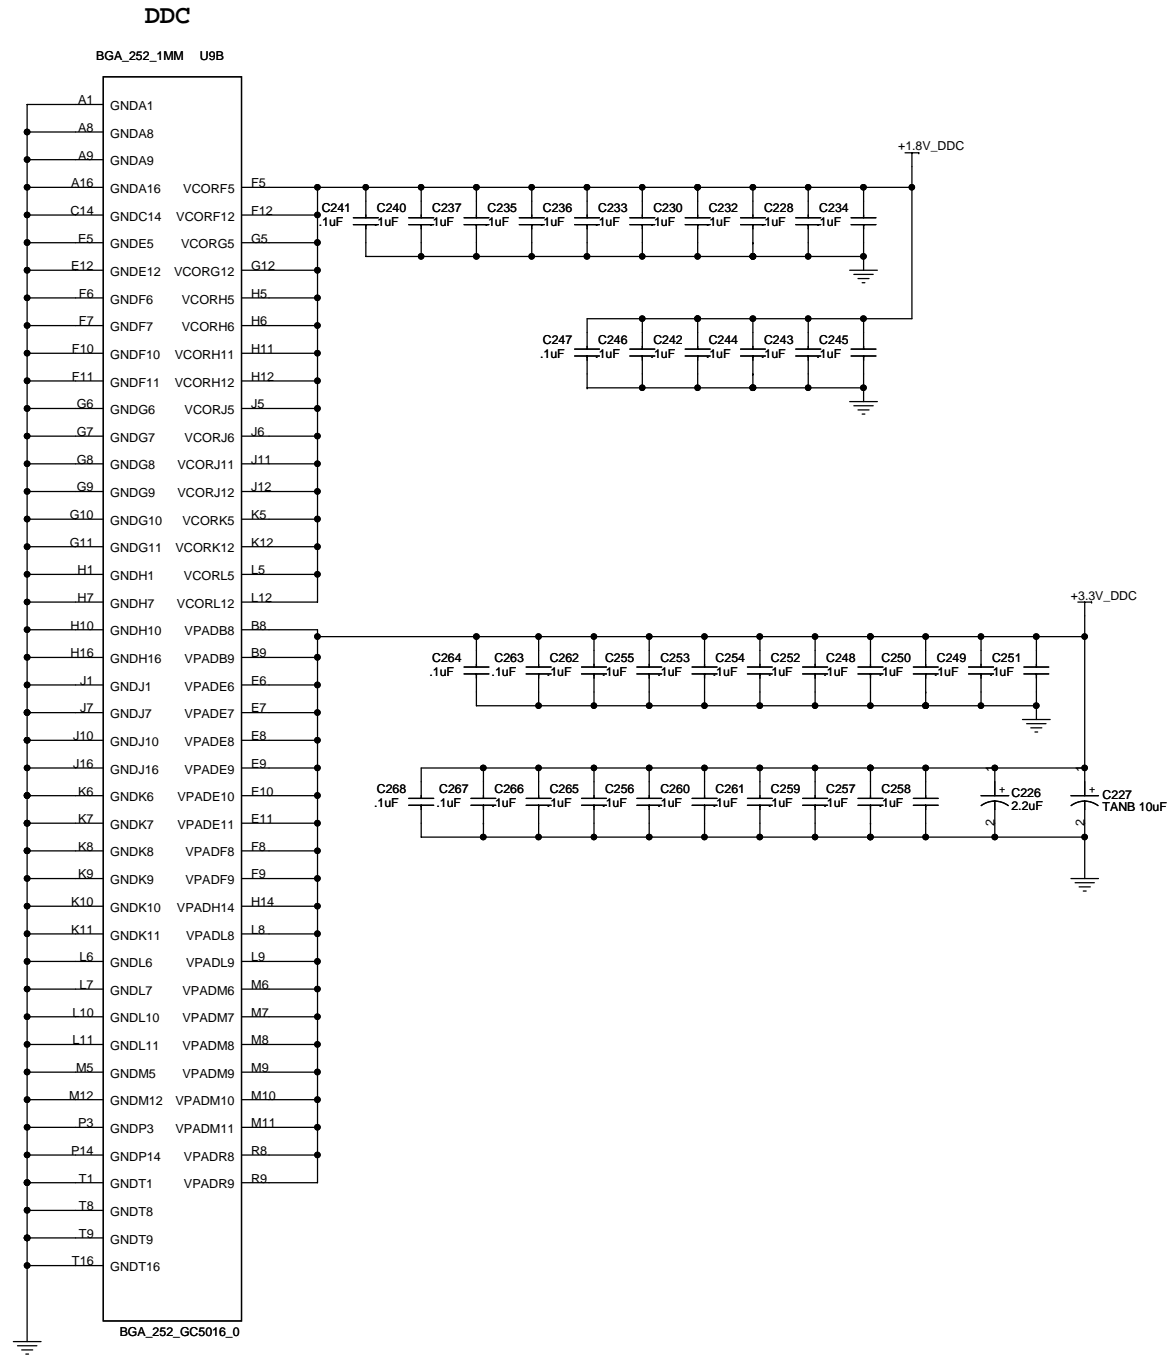 DDC
BGA_252_1MM U9B
+1.8V_DDC
A1 GNDA1
A8 GNDA8
A9 GNDA9
A16 GNDA16 VCORF5 F5
C14 GNDC14 VCORF12 F12
E5 GNDE5 VCORG5 G5
E12 GNDE12 VCORG12 G12
F6 GNDF6 VCORH5 H5
F7 GNDF7 VCORH6 H6
F10 GNDF10 VCORH11 H11
F11 GNDF11 VCORH12 H12
G6 GNDG6 VCORJ5 J5
G7 GNDG7 VCORJ6 J6
G8 GNDG8 VCORJ11 J11
G9 GNDG9 VCORJ12 J12
G10 GNDG10 VCORK5 K5
G11 GNDG11 VCORK12 K12
H1 GNDH1 VCORL5 L5
H7 GNDH7 VCORL12 L12
H10 GNDH10 VPADB8 B8
H16 GNDH16 VPADB9 B9
J1 GNDJ1 VPADE6 E6
J7 GNDJ7 VPADE7 E7
J10 GNDJ10 VPADE8 E8
J16 GNDJ16 VPADE9 E9
K6 GNDK6 VPADE10 E10
K7 GNDK7 VPADE11 E11
K8 GNDK8 VPADF8 F8
K9 GNDK9 VPADF9 F9
K10 GNDK10 VPADH14 H14
K11 GNDK11 VPADL8 L8
L6 GNDL6 VPADL9 L9
L7 GNDL7 VPADM6 M6
L10 GNDL10 VPADM7 M7
L11 GNDL11 VPADM8 M8
M5 GNDM5 VPADM9 M9
M12 GNDM12 VPADM10 M10
P3 GNDP3 VPADM11 M11
P14 GNDP14 VPADR8 R8
T1 GNDT1 VPADR9 R9
T8 GNDT8
T9 GNDT9
T16 GNDT16
BGA_252_GC5016_0
C241 C240 C237 C235 C236 C233 C230 C232 C228 C234
.1uF .1uF .1uF .1uF .1uF .1uF .1uF .1uF .1uF .1uF
C247 C246 C242 C244 C243 C245
.1uF .1uF .1uF .1uF .1uF .1uF
+3.3V_DDC
C264 C263 C262 C255 C253 C254 C252 C248 C250 C249 C251
.1uF .1uF .1uF .1uF .1uF .1uF .1uF .1uF .1uF .1uF .1uF
1 1
C268 C267 C266 C265 C256 C260 C261 C259 C257 C258 + C226 + C227
.1uF .1uF .1uF .1uF .1uF .1uF .1uF .1uF .1uF .1uF 2.2uF TANB 10uF
2 2